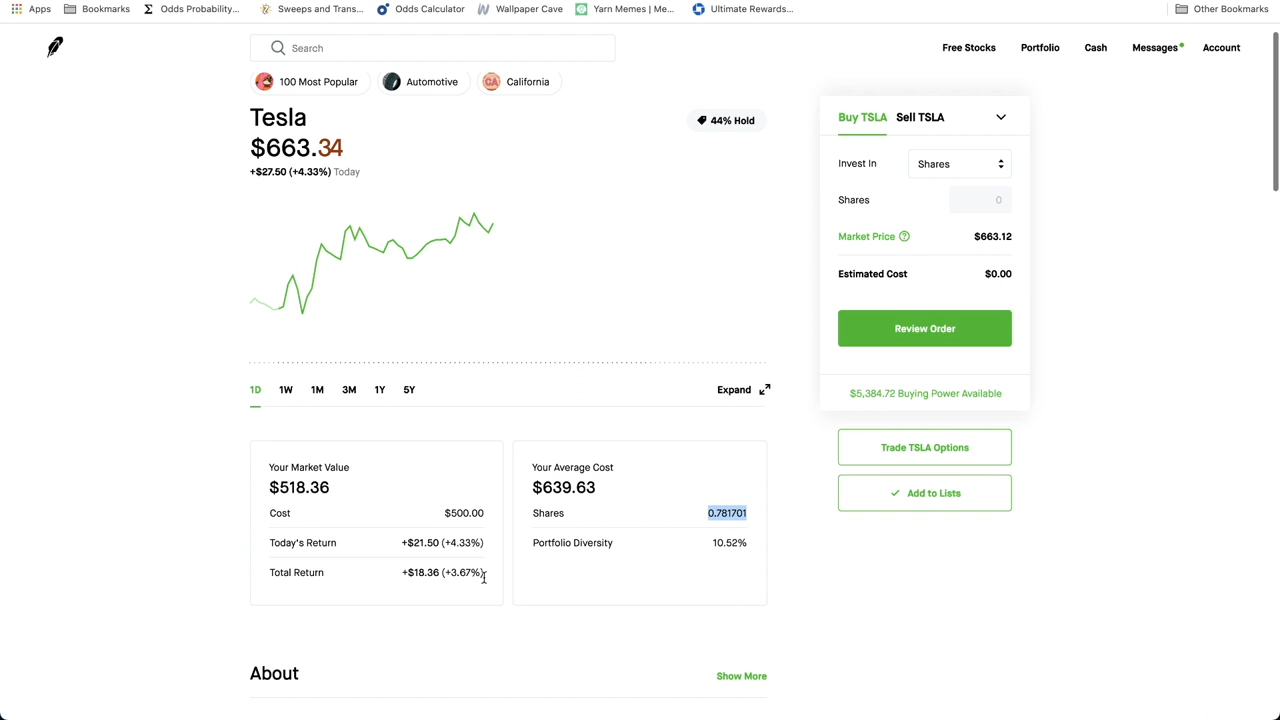 Apps Bookmarks Odds Probability... Sweeps and Trans... Odds Calculator Wallpaper Cave Yarn Memes | Me... Ultimate Rewards... Other Bookmarks
Search
Free Stocks Portfolio Cash Messages Account
100 Most Popular CA California Automotive
Tesla
44% Hold
$663.34
+$27.50 (+4.33%) Today
Buy TSLA Sell TSLA
Invest In Shares
Shares 0
Market Price ? $663.12
Estimated Cost $0.00
Review Order
1D 1W 1M 3M 1Y 5Y
Expand
$5,384.72 Buying Power Available
Trade TSLA Options
Add to Lists
Your Market Value
$518.36
Cost $500.00
Today's Return +$21.50 (+4.33%)
Total Return +$18.36 (+3.67%)
Your Average Cost
$639.63
Shares 0.781701
Portfolio Diversity 10.52%
About
Show More